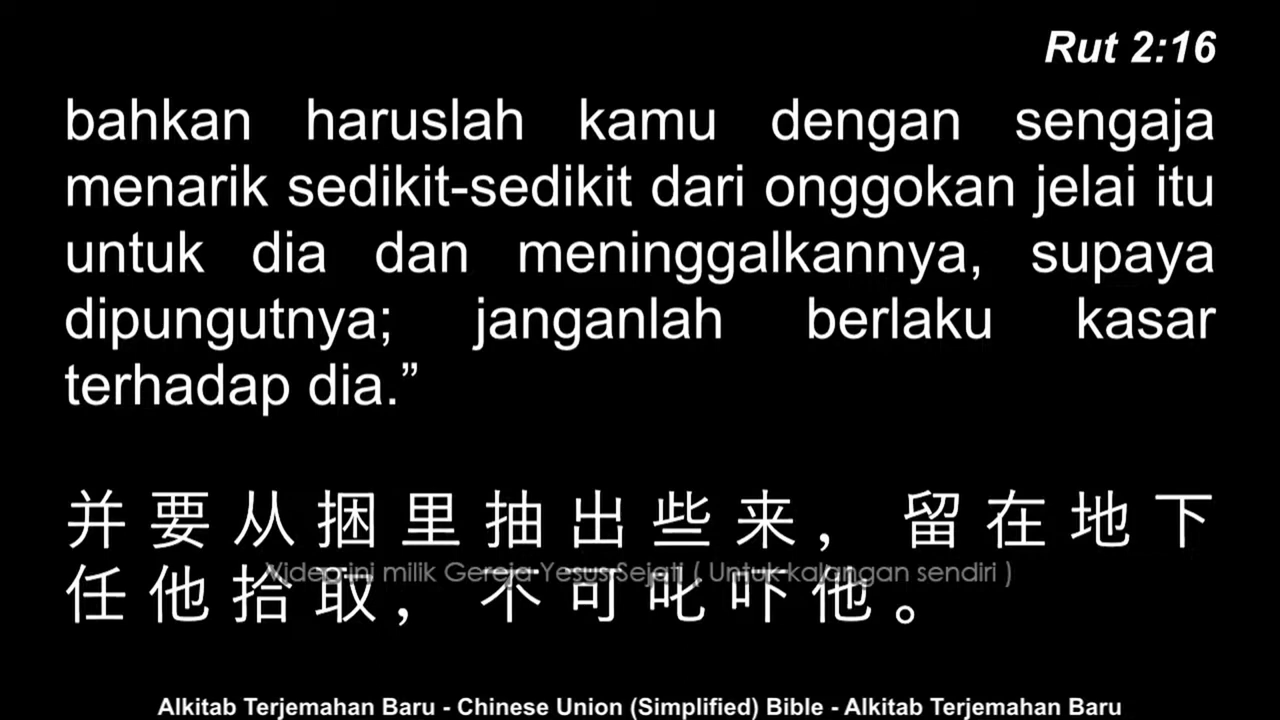 Rut 2:16
bahkan haruslah kamu dengan sengaja
menarik sedikit-sedikit dari onggokan jelai itu
untuk dia dan meninggalkannya, supaya
dipungutnya; janganlah berlaku kasar
terhadap dia.”
并要从捆里抽出些来，留在地下
任他拾取，不可叱吓他。
Video ini milik Gereja Yesus Sejati ( Untuk kalangan sendiri )
Alkitab Terjemahan Baru - Chinese Union (Simplified) Bible - Alkitab Terjemahan Baru